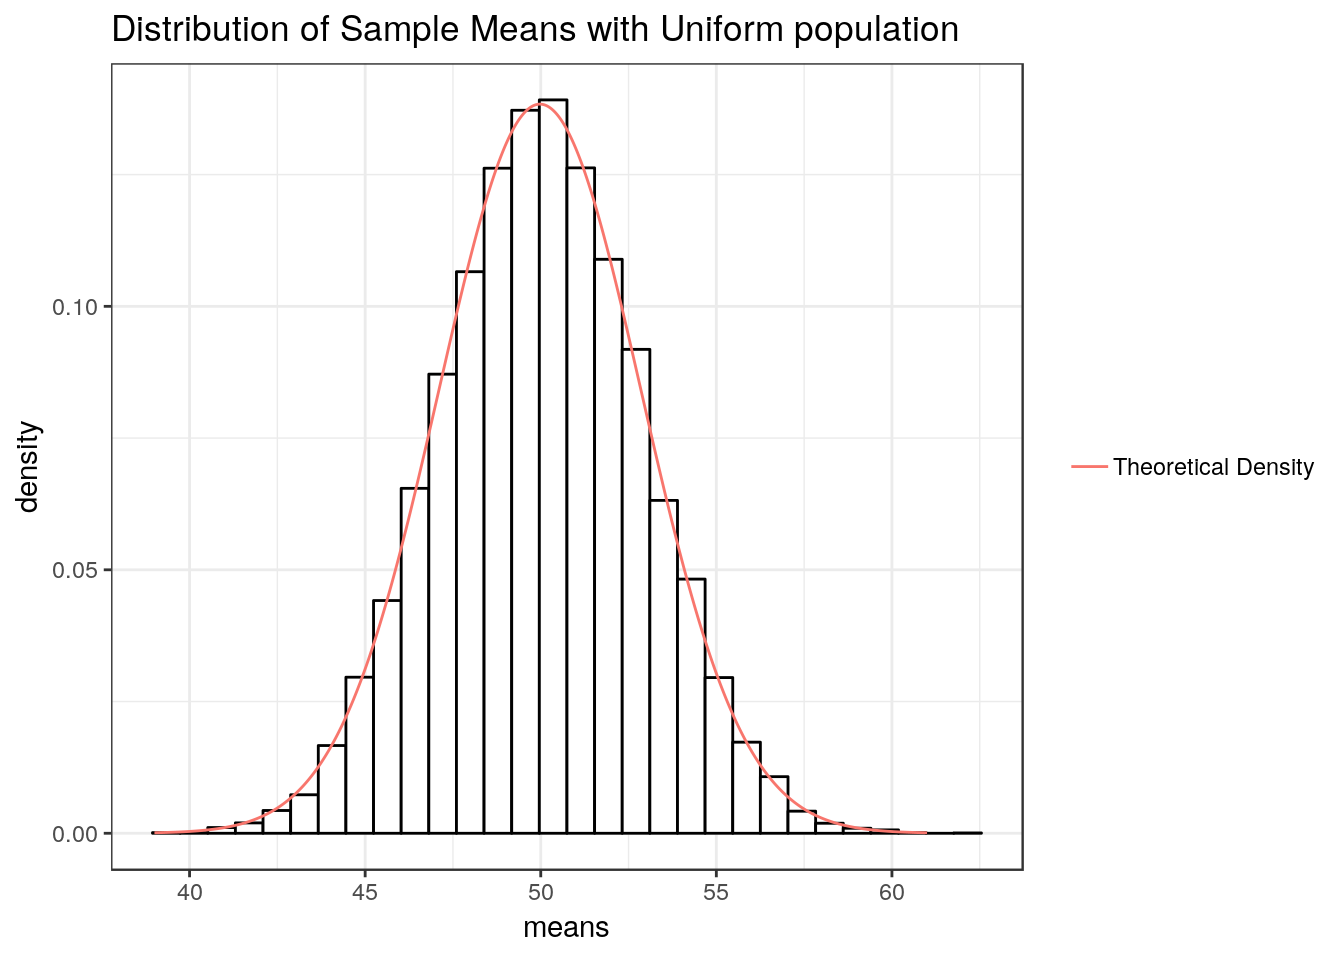 Distribution of Sample Means with Uniform population
density
0.10
0.05
0.00
40 45 50 55 60
means
Theoretical Density